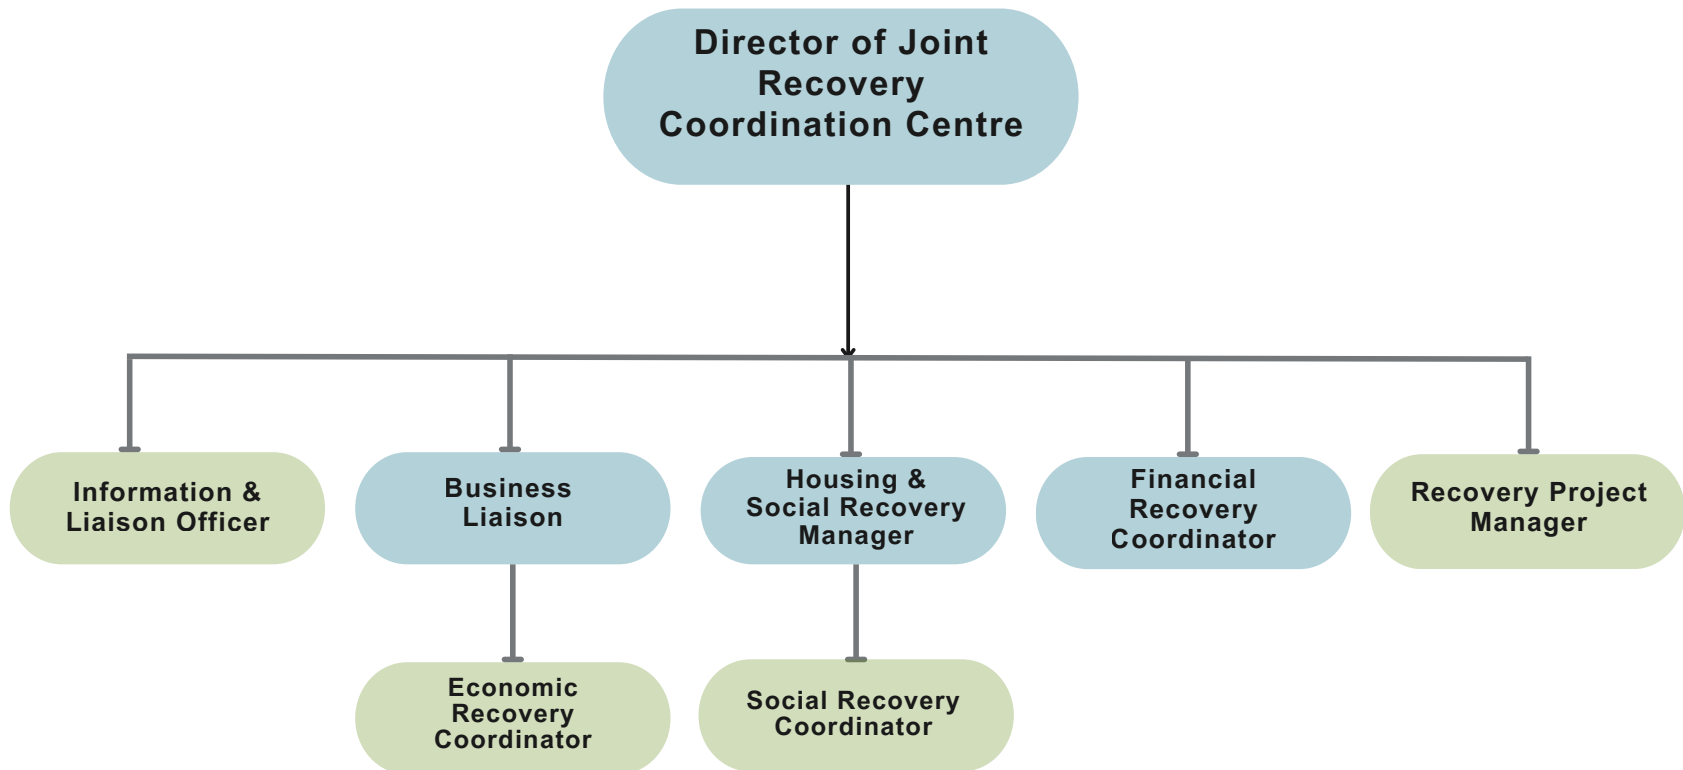 Director of Joint
Recovery
Coordination Centre
Information &
Liaison Officer
Business
Liaison
Housing &
Social Recovery
Manager
Financial
Recovery
Coordinator
Recovery Project
Manager
Economic
Recovery
Coordinator
Social Recovery
Coordinator